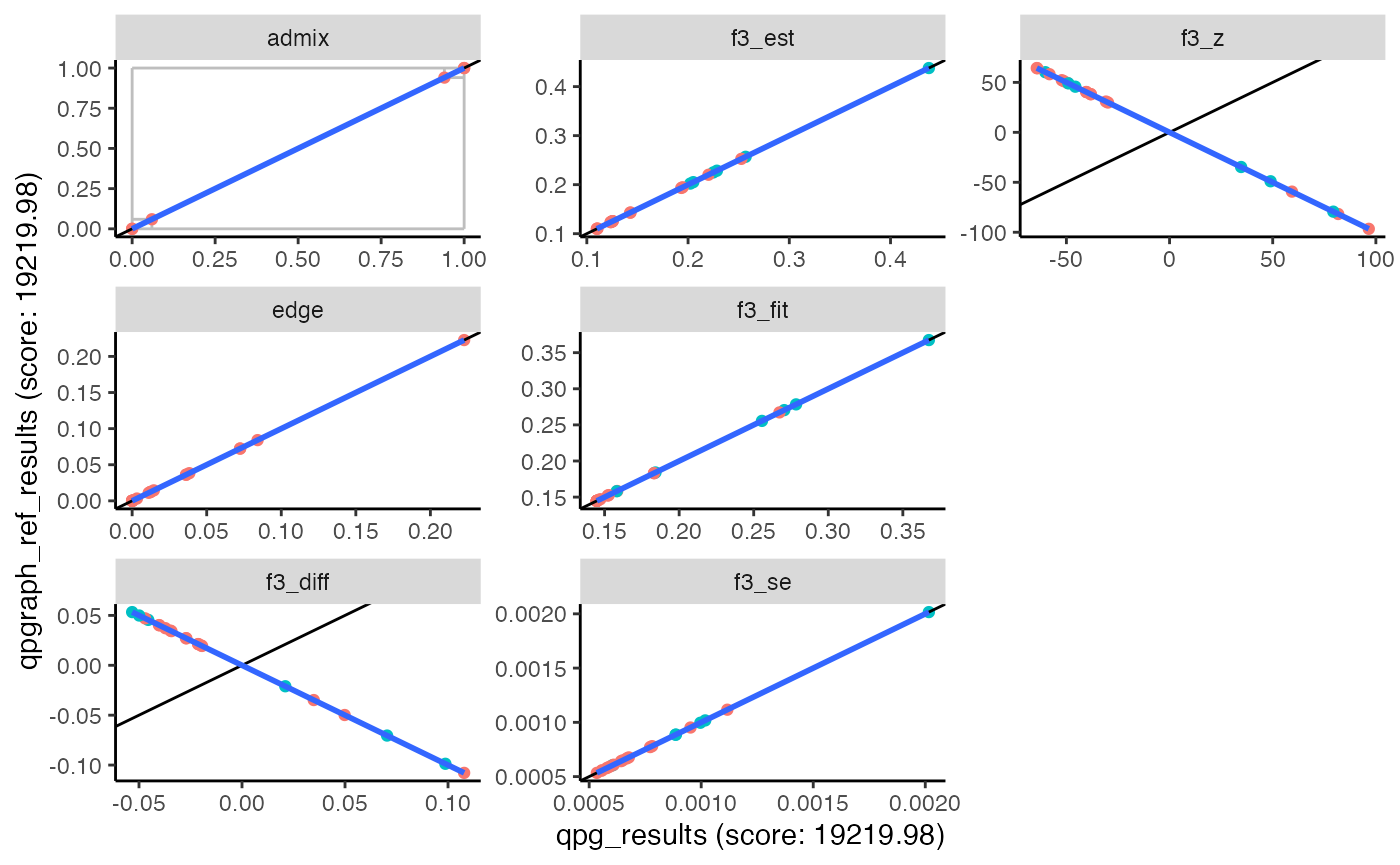 admix
1.00
0.75
0.50
0.25
0.00
0.00 0.25 0.50 0.75 1.00
f3_est
0.4
0.3
0.2
0.1
0.1 0.2 0.3 0.4
f3_z
50
0
-50
-100
-50 0 50 100
edge
0.20
0.15
0.10
0.05
0.00
0.00 0.05 0.10 0.15 0.20
f3_fit
0.35
0.30
0.25
0.20
0.15
0.15 0.20 0.25 0.30 0.35
f3_diff
0.05
0.00
-0.05
-0.10
-0.05 0.00 0.05 0.10
f3_se
0.0020
0.0015
0.0010
0.0005
0.0005 0.0010 0.0015 0.0020
qpgraph_ref_results (score: 19219.98)
qpg_results (score: 19219.98)